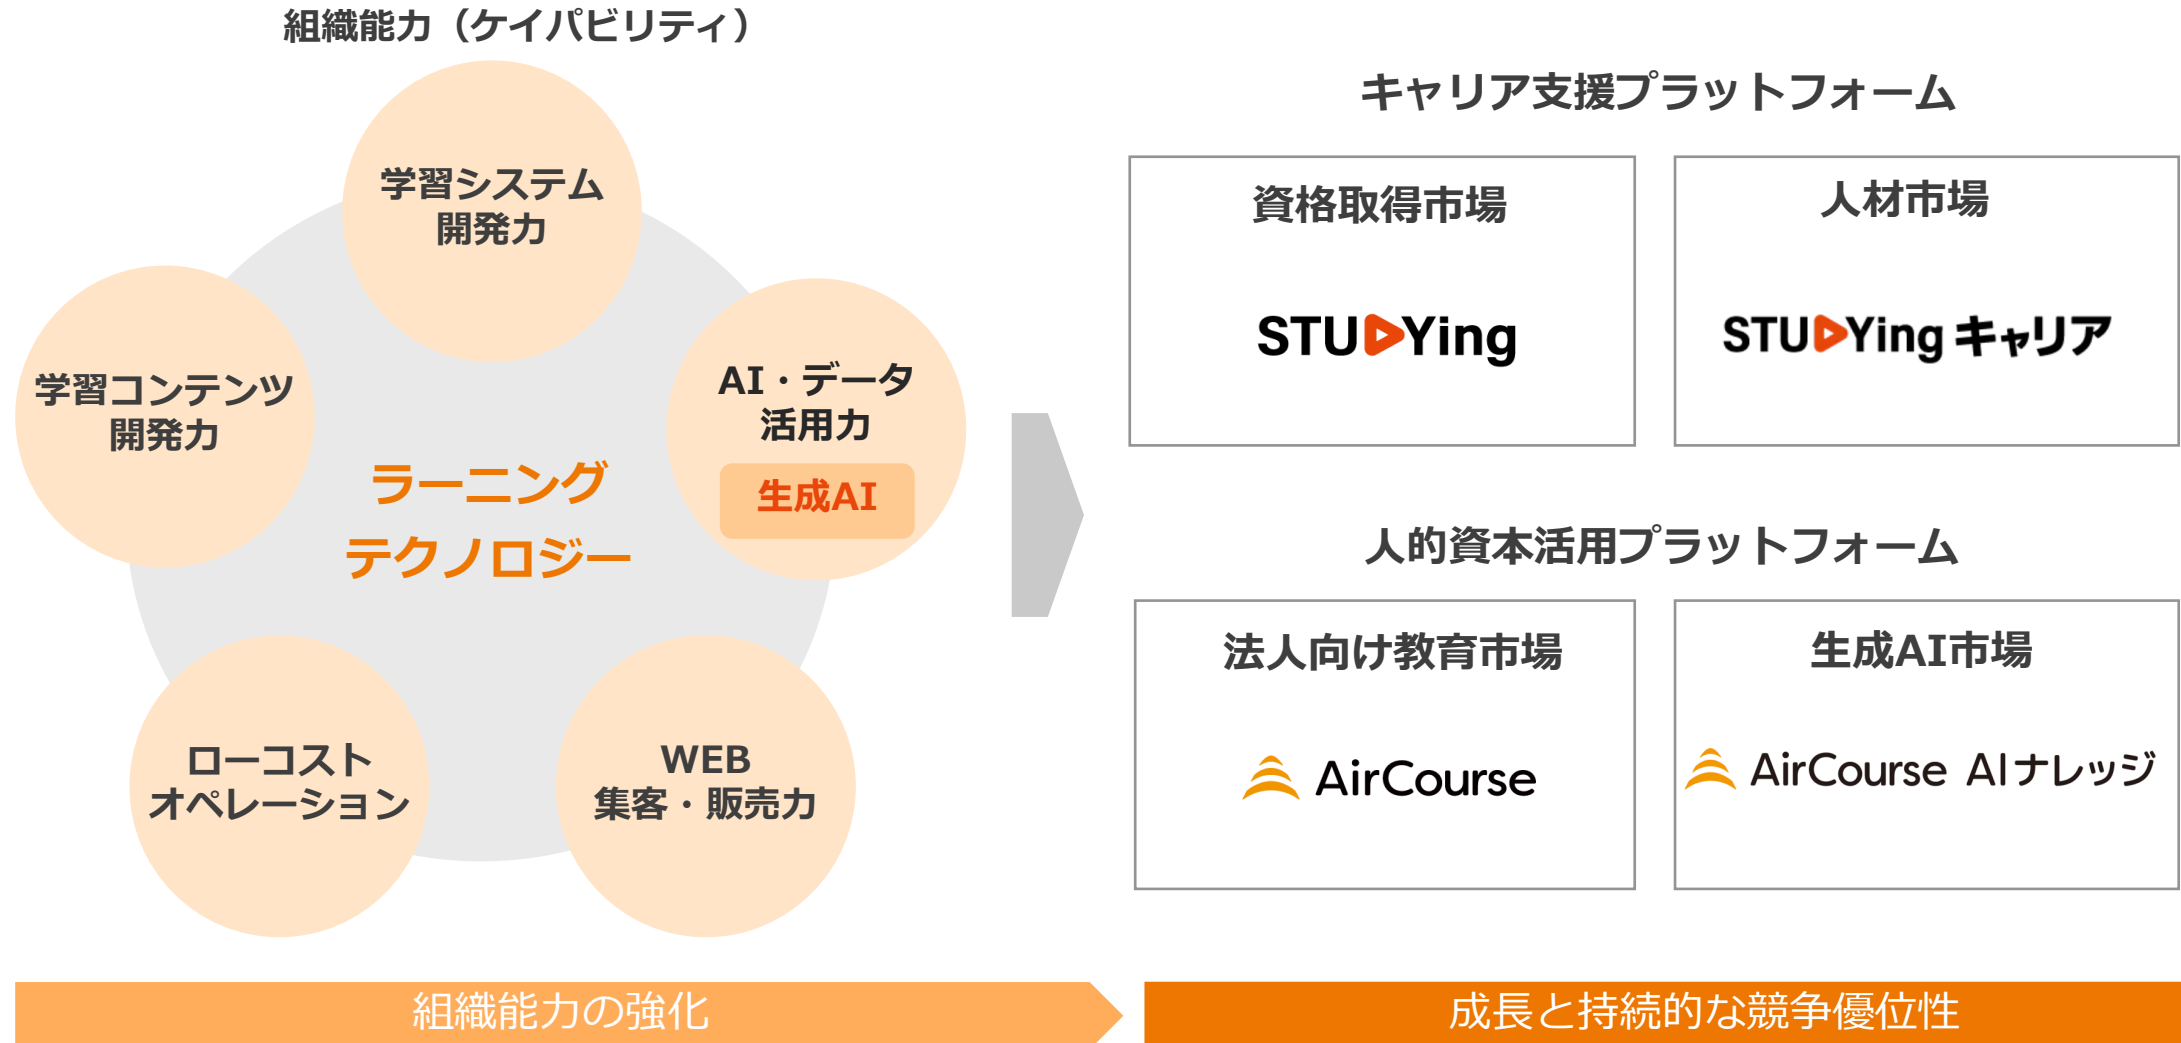 組織能力（ケイパビリティ）
学習システム
開発力
学習コンテンツ
開発力
AI・データ
活用力
生成AI
ラーニング
テクノロジー
ローコスト
オペレーション
WEB
集客・販売力
キャリア支援プラットフォーム
資格取得市場
STUDYing
人材市場
STUDYing キャリア
人的資本活用プラットフォーム
法人向け教育市場
AirCourse
生成AI市場
AirCourse AIナレッジ
組織能力の強化
成長と持続的な競争優位性